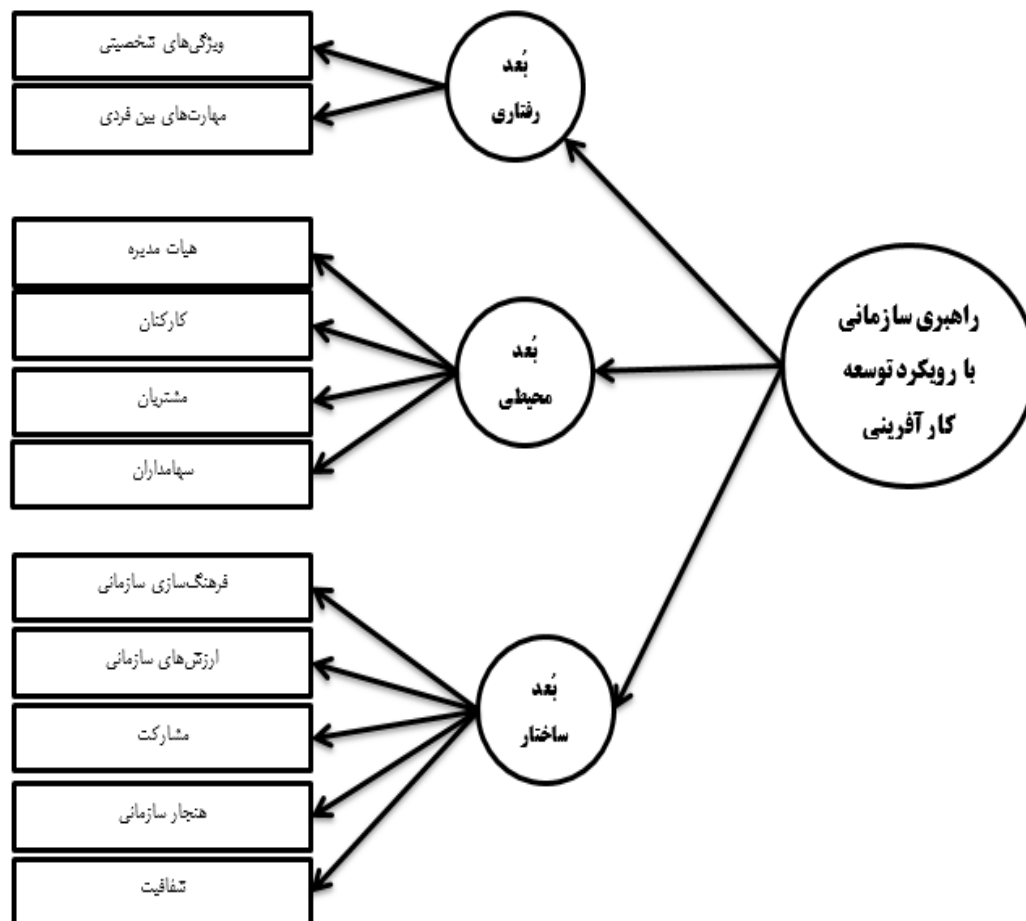 راهبری سازمانی
با رویکرد توسعه
کارآفرینی
بُعد
رفتاری
ویژگی‌های شخصیتی
مهارت‌های بین فردی
بُعد
محیطی
هیات مدیره
کارکنان
مشتریان
سهامداران
بُعد
ساختار
فرهنگ‌سازی سازمانی
ارزش‌های سازمانی
مشارکت
هنجار سازمانی
شفافیت